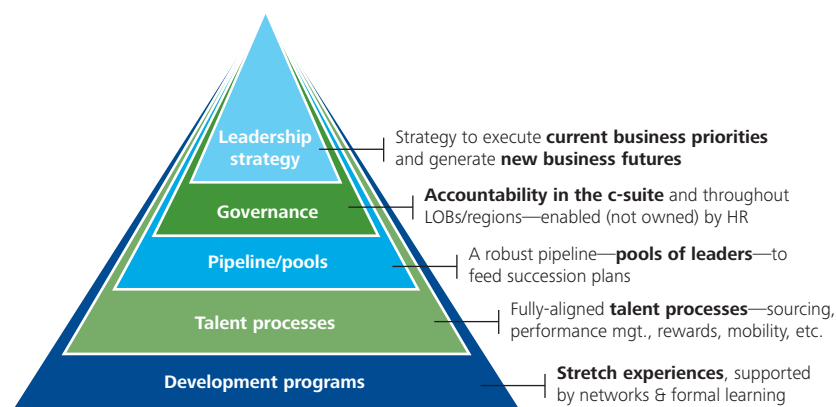 Leadership
strategy
Strategy to execute current business priorities
and generate new business futures
Governance
Accountability in the c-suite and throughout
LOBs/regions—enabled (not owned) by HR
Pipeline/pools
A robust pipeline—pools of leaders—to
feed succession plans
Talent processes
Fully-aligned talent processes—sourcing,
performance mgt., rewards, mobility, etc.
Development programs
Stretch experiences, supported
by networks & formal learning